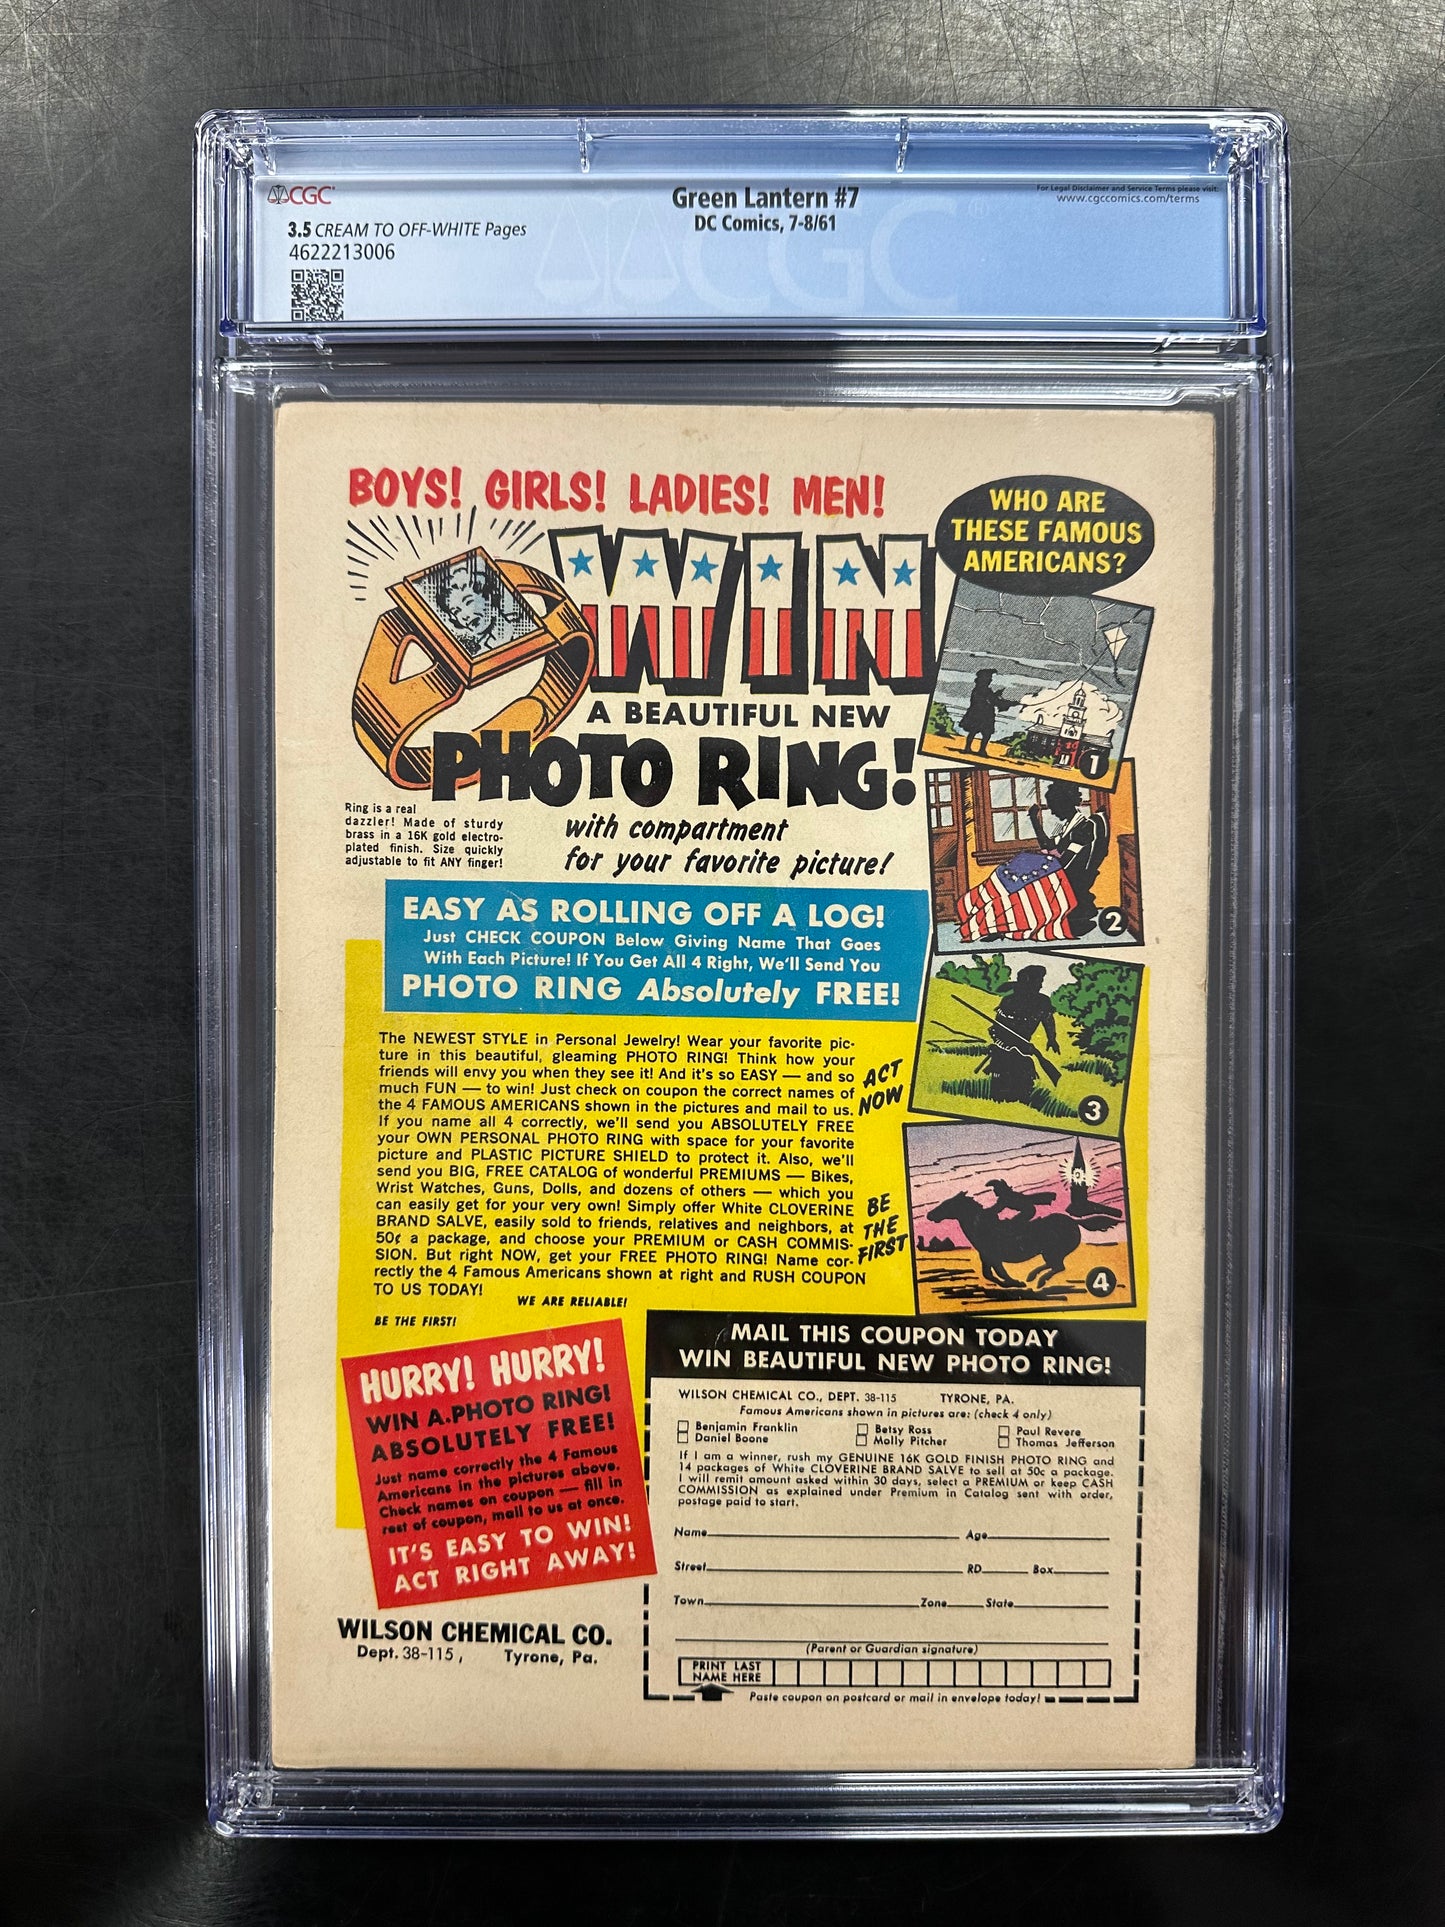 CGC
Green Lantern #7
For Legal Disclaimer and Service Terms please visit:
www.cgccomics.com/terms
3.5 CREAM TO OFF-WHITE Pages
DC Comics, 7-8/61
4622213006
CGC
BOYS! GIRLS! LADIES! MEN!
WIN
A BEAUTIFUL NEW
PHOTO RING!
with compartment
for your favorite picture!
Ring is a real
dazzler! Made of sturdy
brass in a 16K gold electro-
plated finish. Size quickly
adjustable to fit ANY finger!
WHO ARE
THESE FAMOUS
AMERICANS?
1
2
3
4
EASY AS ROLLING OFF A LOG!
Just CHECK COUPON Below Giving Name That Goes
With Each Picture! If You Get All 4 Right, We'll Send You
PHOTO RING Absolutely FREE!
The NEWEST STYLE in Personal Jewelry! Wear your favorite pic-
ture in this beautiful, gleaming PHOTO RING! Think how your
friends will envy you when they see it! And it's so EASY — and so
much FUN — to win! Just check on coupon the correct names of
the 4 FAMOUS AMERICANS shown in the pictures and mail to us.
If you name all 4 correctly, we'll send you ABSOLUTELY FREE
your OWN PERSONAL PHOTO RING with space for your favorite
picture and PLASTIC PICTURE SHIELD to protect it. Also, we'll
send you BIG, FREE CATALOG of wonderful PREMIUMS — Bikes,
Wrist Watches, Guns, Dolls, and dozens of others — which you
can easily get for your very own! Simply offer White CLOVERINE
BRAND SALVE, easily sold to friends, relatives and neighbors, at
50¢ a package, and choose your PREMIUM or CASH COMMIS-
SION. But right NOW, get your FREE PHOTO RING! Name cor-
rectly the 4 Famous Americans shown at right and RUSH COUPON
TO US TODAY!
WE ARE RELIABLE!
BE THE FIRST!
ACT
NOW
BE
THE
FIRST
HURRY! HURRY!
WIN A PHOTO RING!
ABSOLUTELY FREE!
Just name correctly the 4 Famous
Americans in the pictures above.
Check names on coupon — fill in
rest of coupon, mail to us at once.
IT'S EASY TO WIN!
ACT RIGHT AWAY!
WILSON CHEMICAL CO.
Dept. 38-115, Tyrone, Pa.
MAIL THIS COUPON TODAY
WIN BEAUTIFUL NEW PHOTO RING!
WILSON CHEMICAL CO., DEPT. 38-115 TYRONE, PA.
Famous Americans shown in pictures are: (check 4 only)
Benjamin Franklin Betsy Ross Paul Revere
Daniel Boone Molly Pitcher Thomas Jefferson
If I am a winner, rush my GENUINE 16K GOLD FINISH PHOTO RING and
14 packages of White CLOVERINE BRAND SALVE to sell at 50c a package.
I will remit amount asked within 30 days, select a PREMIUM or keep CASH
COMMISSION as explained under Premium in Catalog sent with order,
postage paid to start.
Name Age
Street RD Box
Town Zone State
(Parent or Guardian signature)
PRINT LAST
NAME HERE
Paste coupon on postcard or mail in envelope today!